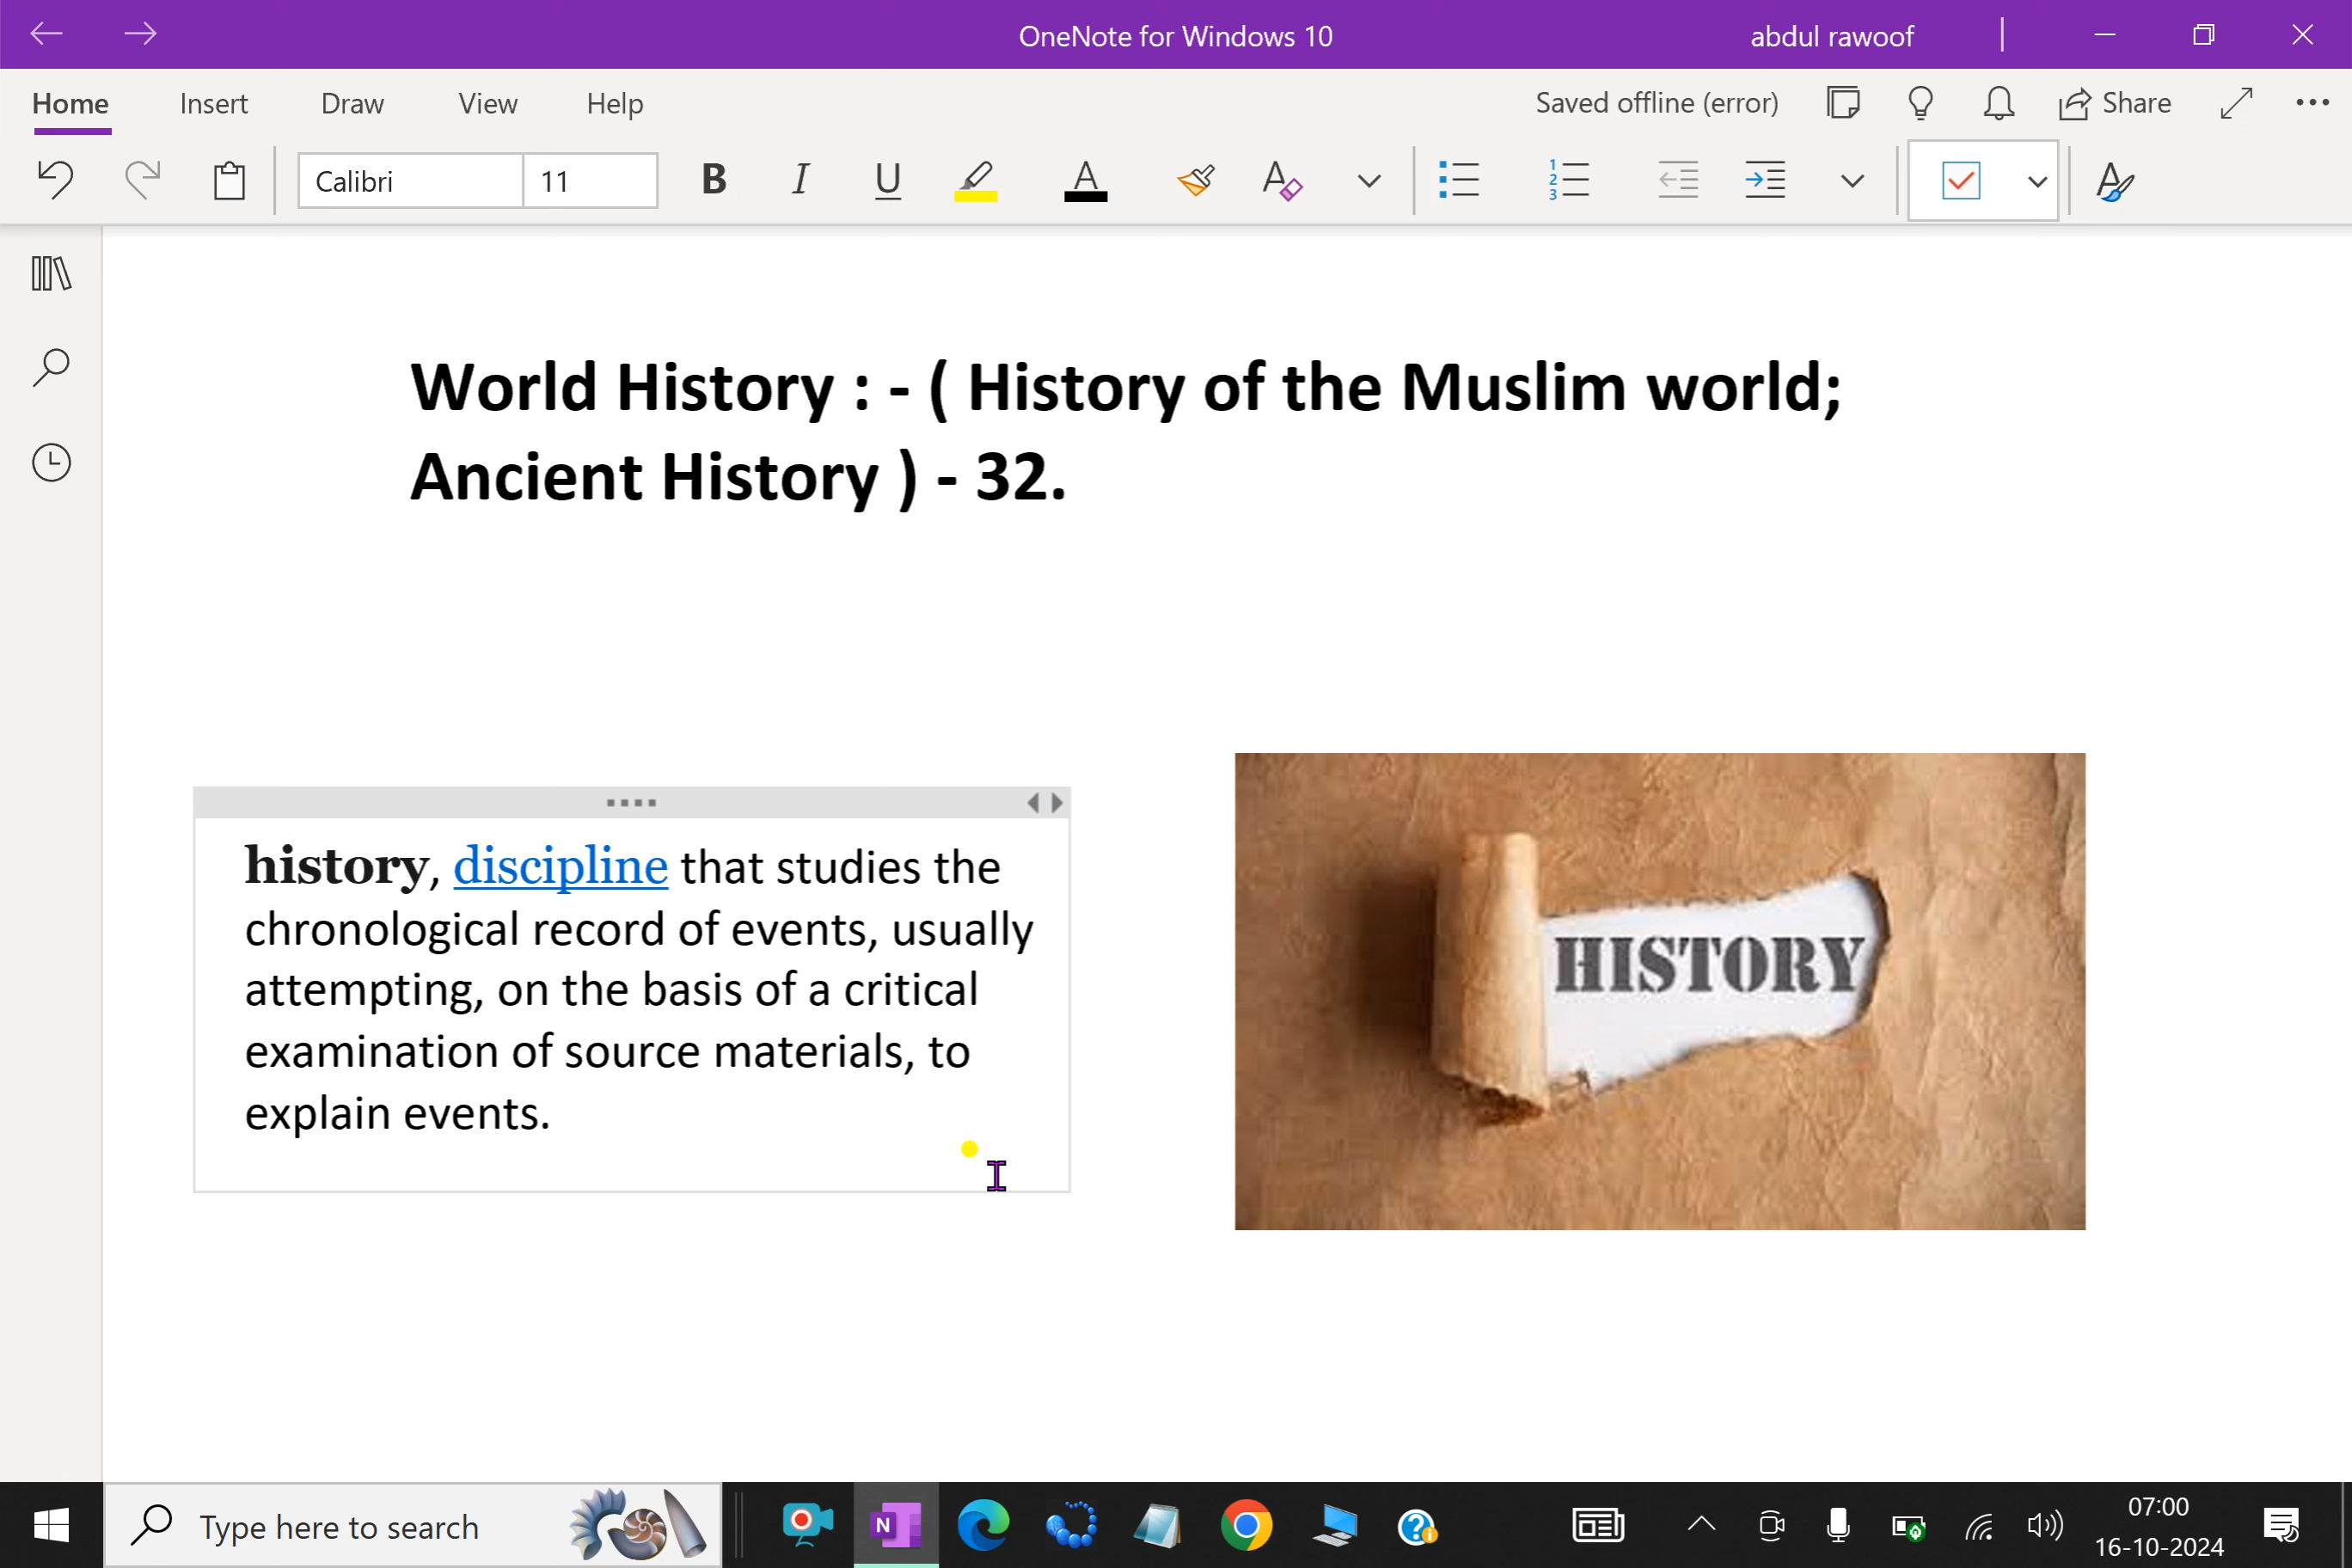 OneNote for Windows 10
abdul rawoof
Home Insert Draw View Help
Saved offline (error)
Share
Calibri 11 B I U A A
World History : - ( History of the Muslim world;
Ancient History ) - 32.
history, discipline that studies the
chronological record of events, usually
attempting, on the basis of a critical
examination of source materials, to
explain events.
HISTORY
Type here to search
N
07:00
16-10-2024